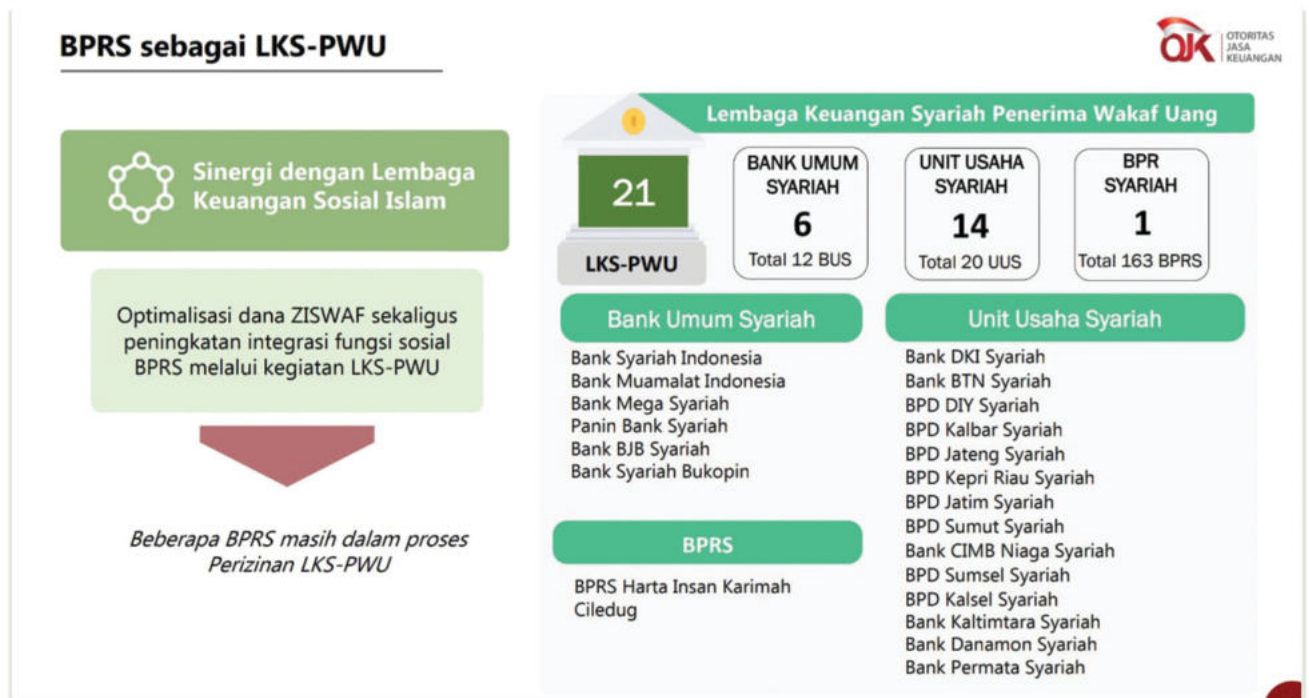 BPRS sebagai LKS-PWU
OJK
OTORITAS
JASA
KEUANGAN
Sinergi dengan Lembaga
Keuangan Sosial Islam
Optimalisasi dana ZISWAF sekaligus
peningkatan integrasi fungsi sosial
BPRS melalui kegiatan LKS-PWU
Beberapa BPRS masih dalam proses
Perizinan LKS-PWU
Lembaga Keuangan Syariah Penerima Wakaf Uang
21
LKS-PWU
BANK UMUM
SYARIAH
6
Total 12 BUS
UNIT USAHA
SYARIAH
14
Total 20 UUS
BPR
SYARIAH
1
Total 163 BPRS
Bank Umum Syariah
Bank Syariah Indonesia
Bank Muamalat Indonesia
Bank Mega Syariah
Panin Bank Syariah
Bank BJB Syariah
Bank Syariah Bukopin
BPRS
BPRS Harta Insan Karimah
Ciledug
Unit Usaha Syariah
Bank DKI Syariah
Bank BTN Syariah
BPD DIY Syariah
BPD Kalbar Syariah
BPD Jateng Syariah
BPD Kepri Riau Syariah
BPD Jatim Syariah
BPD Sumut Syariah
Bank CIMB Niaga Syariah
BPD Sumsel Syariah
BPD Kalsel Syariah
Bank Kaltimtara Syariah
Bank Danamon Syariah
Bank Permata Syariah